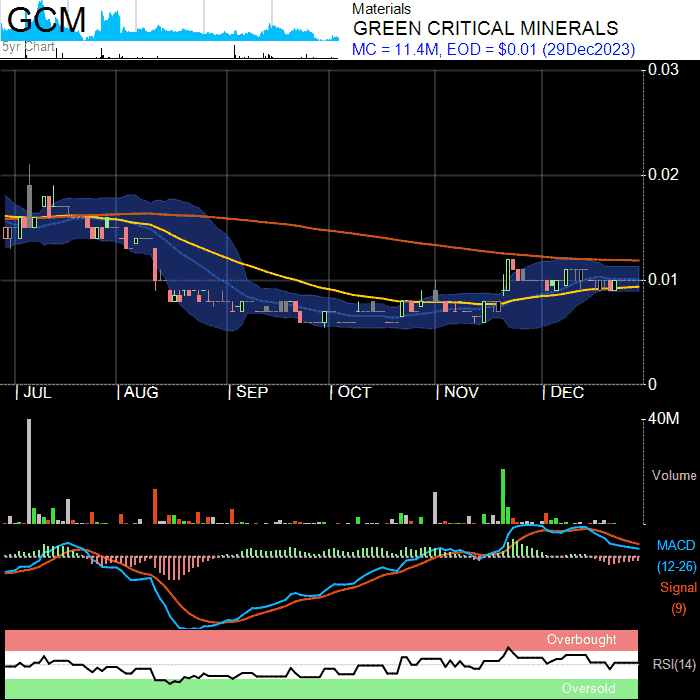 GCM
5yr Chart
Materials
GREEN CRITICAL MINERALS
MC = 11.4M, EOD = $0.01 (29Dec2023)
0.03
0.02
0.01
0
JUL AUG SEP OCT NOV DEC
40M
Volume
MACD
(12-26)
Signal
(9)
Overbought
RSI(14)
Oversold